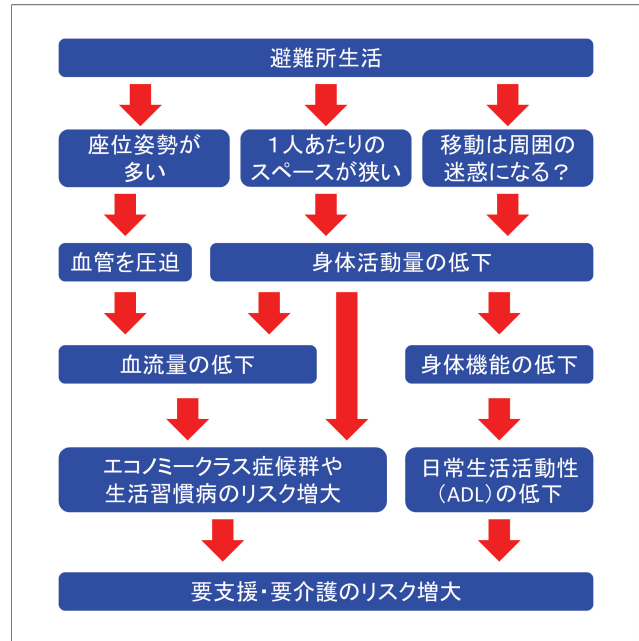 避難所生活
座位姿勢が
多い
1人あたりの
スペースが狭い
移動は周囲の
迷惑になる?
血管を圧迫
身体活動量の低下
血流量の低下
身体機能の低下
エコノミークラス症候群や
生活習慣病のリスク増大
日常生活活動性
(ADL)の低下
要支援・要介護のリスク増大